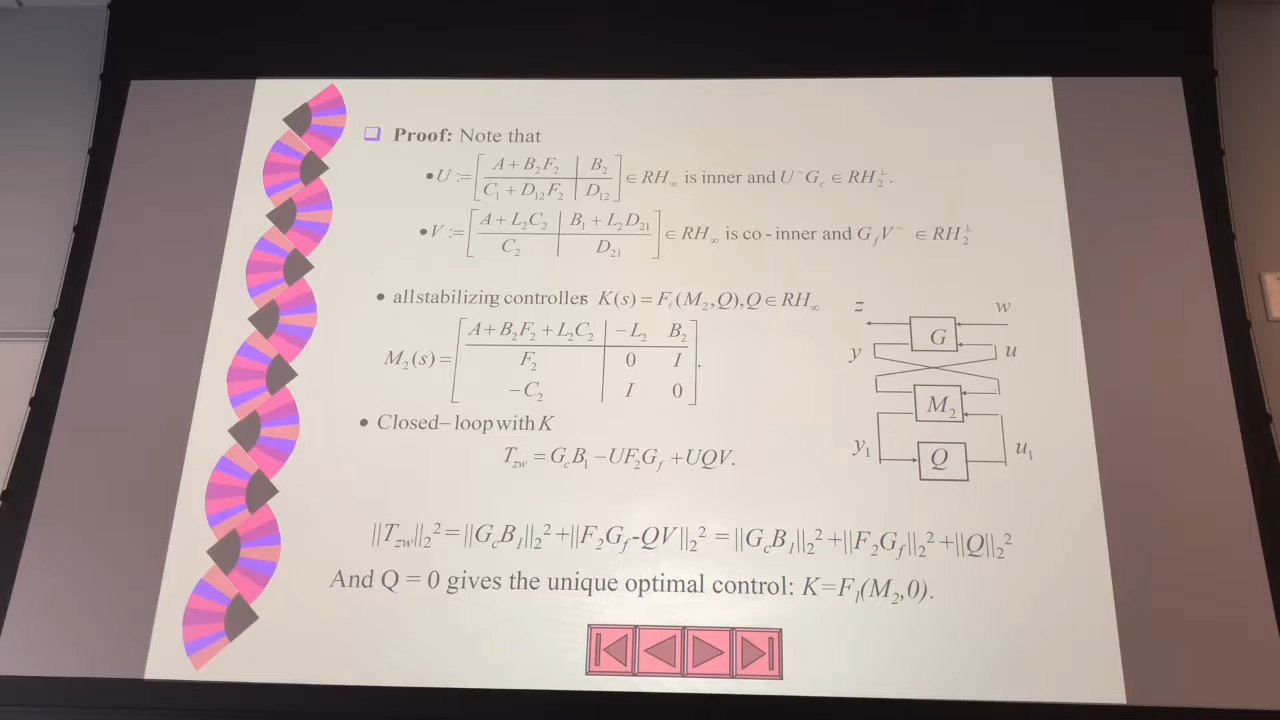 ❑ Proof: Note that
• U := [ A + B₂F₂ | B₂ ; C₁ + D₁₂F₂ | D₁₂ ] ∈ RH∞ is inner and U~G_c ∈ RH₂^⊥.
• V := [ A + L₂C₂ | B₁ + L₂D₂₁ ; C₂ | D₂₁ ] ∈ RH∞ is co-inner and G_f V~ ∈ RH₂^⊥
• all stabilizing controllers K(s) = F_l(M₂,Q), Q ∈ RH∞
M₂(s) = [ A + B₂F₂ + L₂C₂ | −L₂ B₂ ; F₂ | 0 I ; −C₂ | I 0 ].
• Closed−loop with K
T_zw = G_cB₁ − UF₂G_f + UQV.
||T_zw||₂² = ||G_cB₁||₂² + ||F₂G_f-QV||₂² = ||G_cB₁||₂² + ||F₂G_f||₂² + ||Q||₂²
And Q = 0 gives the unique optimal control: K=F_l(M₂,0).
z w
G
y u
M₂
y₁ u₁
Q